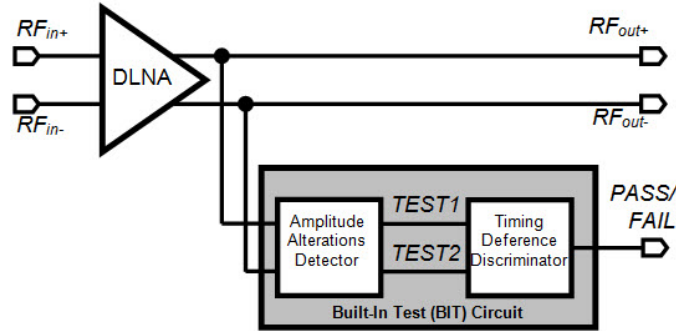 RFin+
RFout+
DLNA
RFin-
RFout-
PASS/
FAIL
Amplitude
Alterations
Detector
TEST1
TEST2
Timing
Deference
Discriminator
Built-In Test (BIT) Circuit